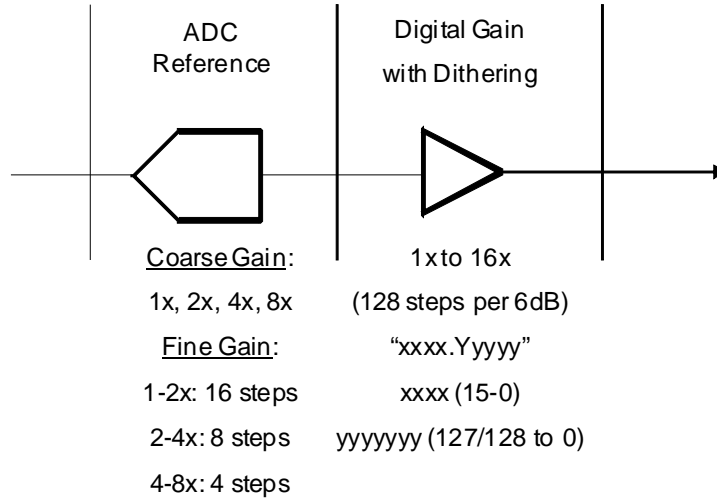 ADC
Reference
Digital Gain
with Dithering
Coarse Gain:
1x, 2x, 4x, 8x
Fine Gain:
1-2x: 16 steps
2-4x: 8 steps
4-8x: 4 steps
1x to 16x
(128 steps per 6dB)
“xxxx.Yyyyy”
xxxx (15-0)
yyyyyyy (127/128 to 0)